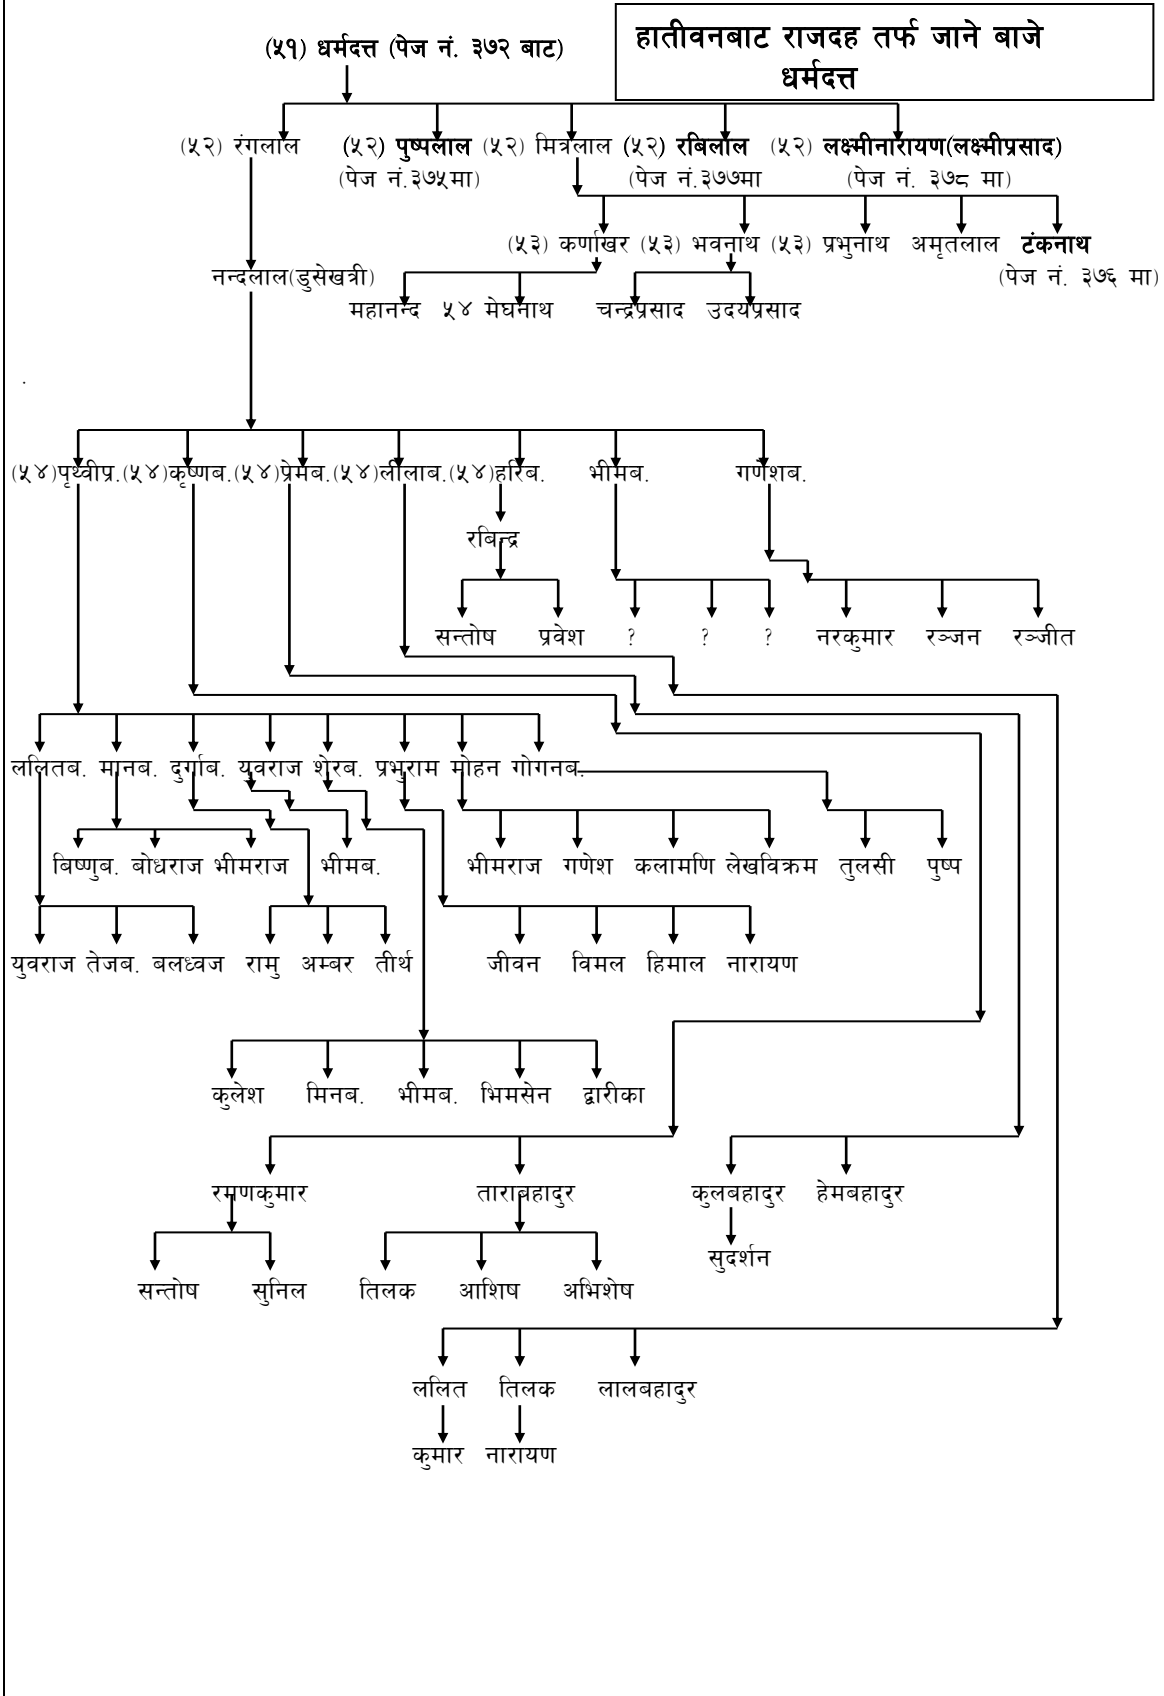 हातीवनबाट राजदह तर्फ जाने बाजे
धर्मदत्त
(५१) धर्मदत्त (पेज नं. ३७२ बाट)
(५२) रंगलाल (५२) पुष्पलाल (५२) मित्रलाल (५२) रबिलाल (५२) लक्ष्मीनारायण(लक्ष्मीप्रसाद)
(पेज नं.३७५मा) (पेज नं.३७७मा (पेज नं. ३७८ मा)
(५३) कर्णाखर (५३) भवनाथ (५३) प्रभुनाथ अमृतलाल टंकनाथ
नन्दलाल(डुसेखत्री) (पेज नं. ३७६ मा)
महानन्द ५४ मेघनाथ चन्द्रप्रसाद उदयप्रसाद
(५४)पृथ्वीप्र.(५४)कृष्णब.(५४)प्रेमब.(५४)लीलाब.(५४)हरिब. भीमब. गणेशब.
रबिन्द्र
सन्तोष प्रवेश ? ? ? नरकुमार रञ्जन रञ्जीत
ललितब. मानब. दुर्गाब. युवराज शेरब. प्रभुराम मोहन गोगनब.
बिष्णुब. बोधराज भीमराज भीमब. भीमराज गणेश कलामणि लेखविक्रम तुलसी पुष्प
युवराज तेजब. बलध्वज रामु अम्बर तीर्थ जीवन विमल हिमाल नारायण
कुलेश मिनब. भीमब. भिमसेन द्वारीका
रमणकुमार ताराबहादुर कुलबहादुर हेमबहादुर
सुदर्शन
सन्तोष सुनिल तिलक आशिष अभिशेष
ललित तिलक लालबहादुर
कुमार नारायण